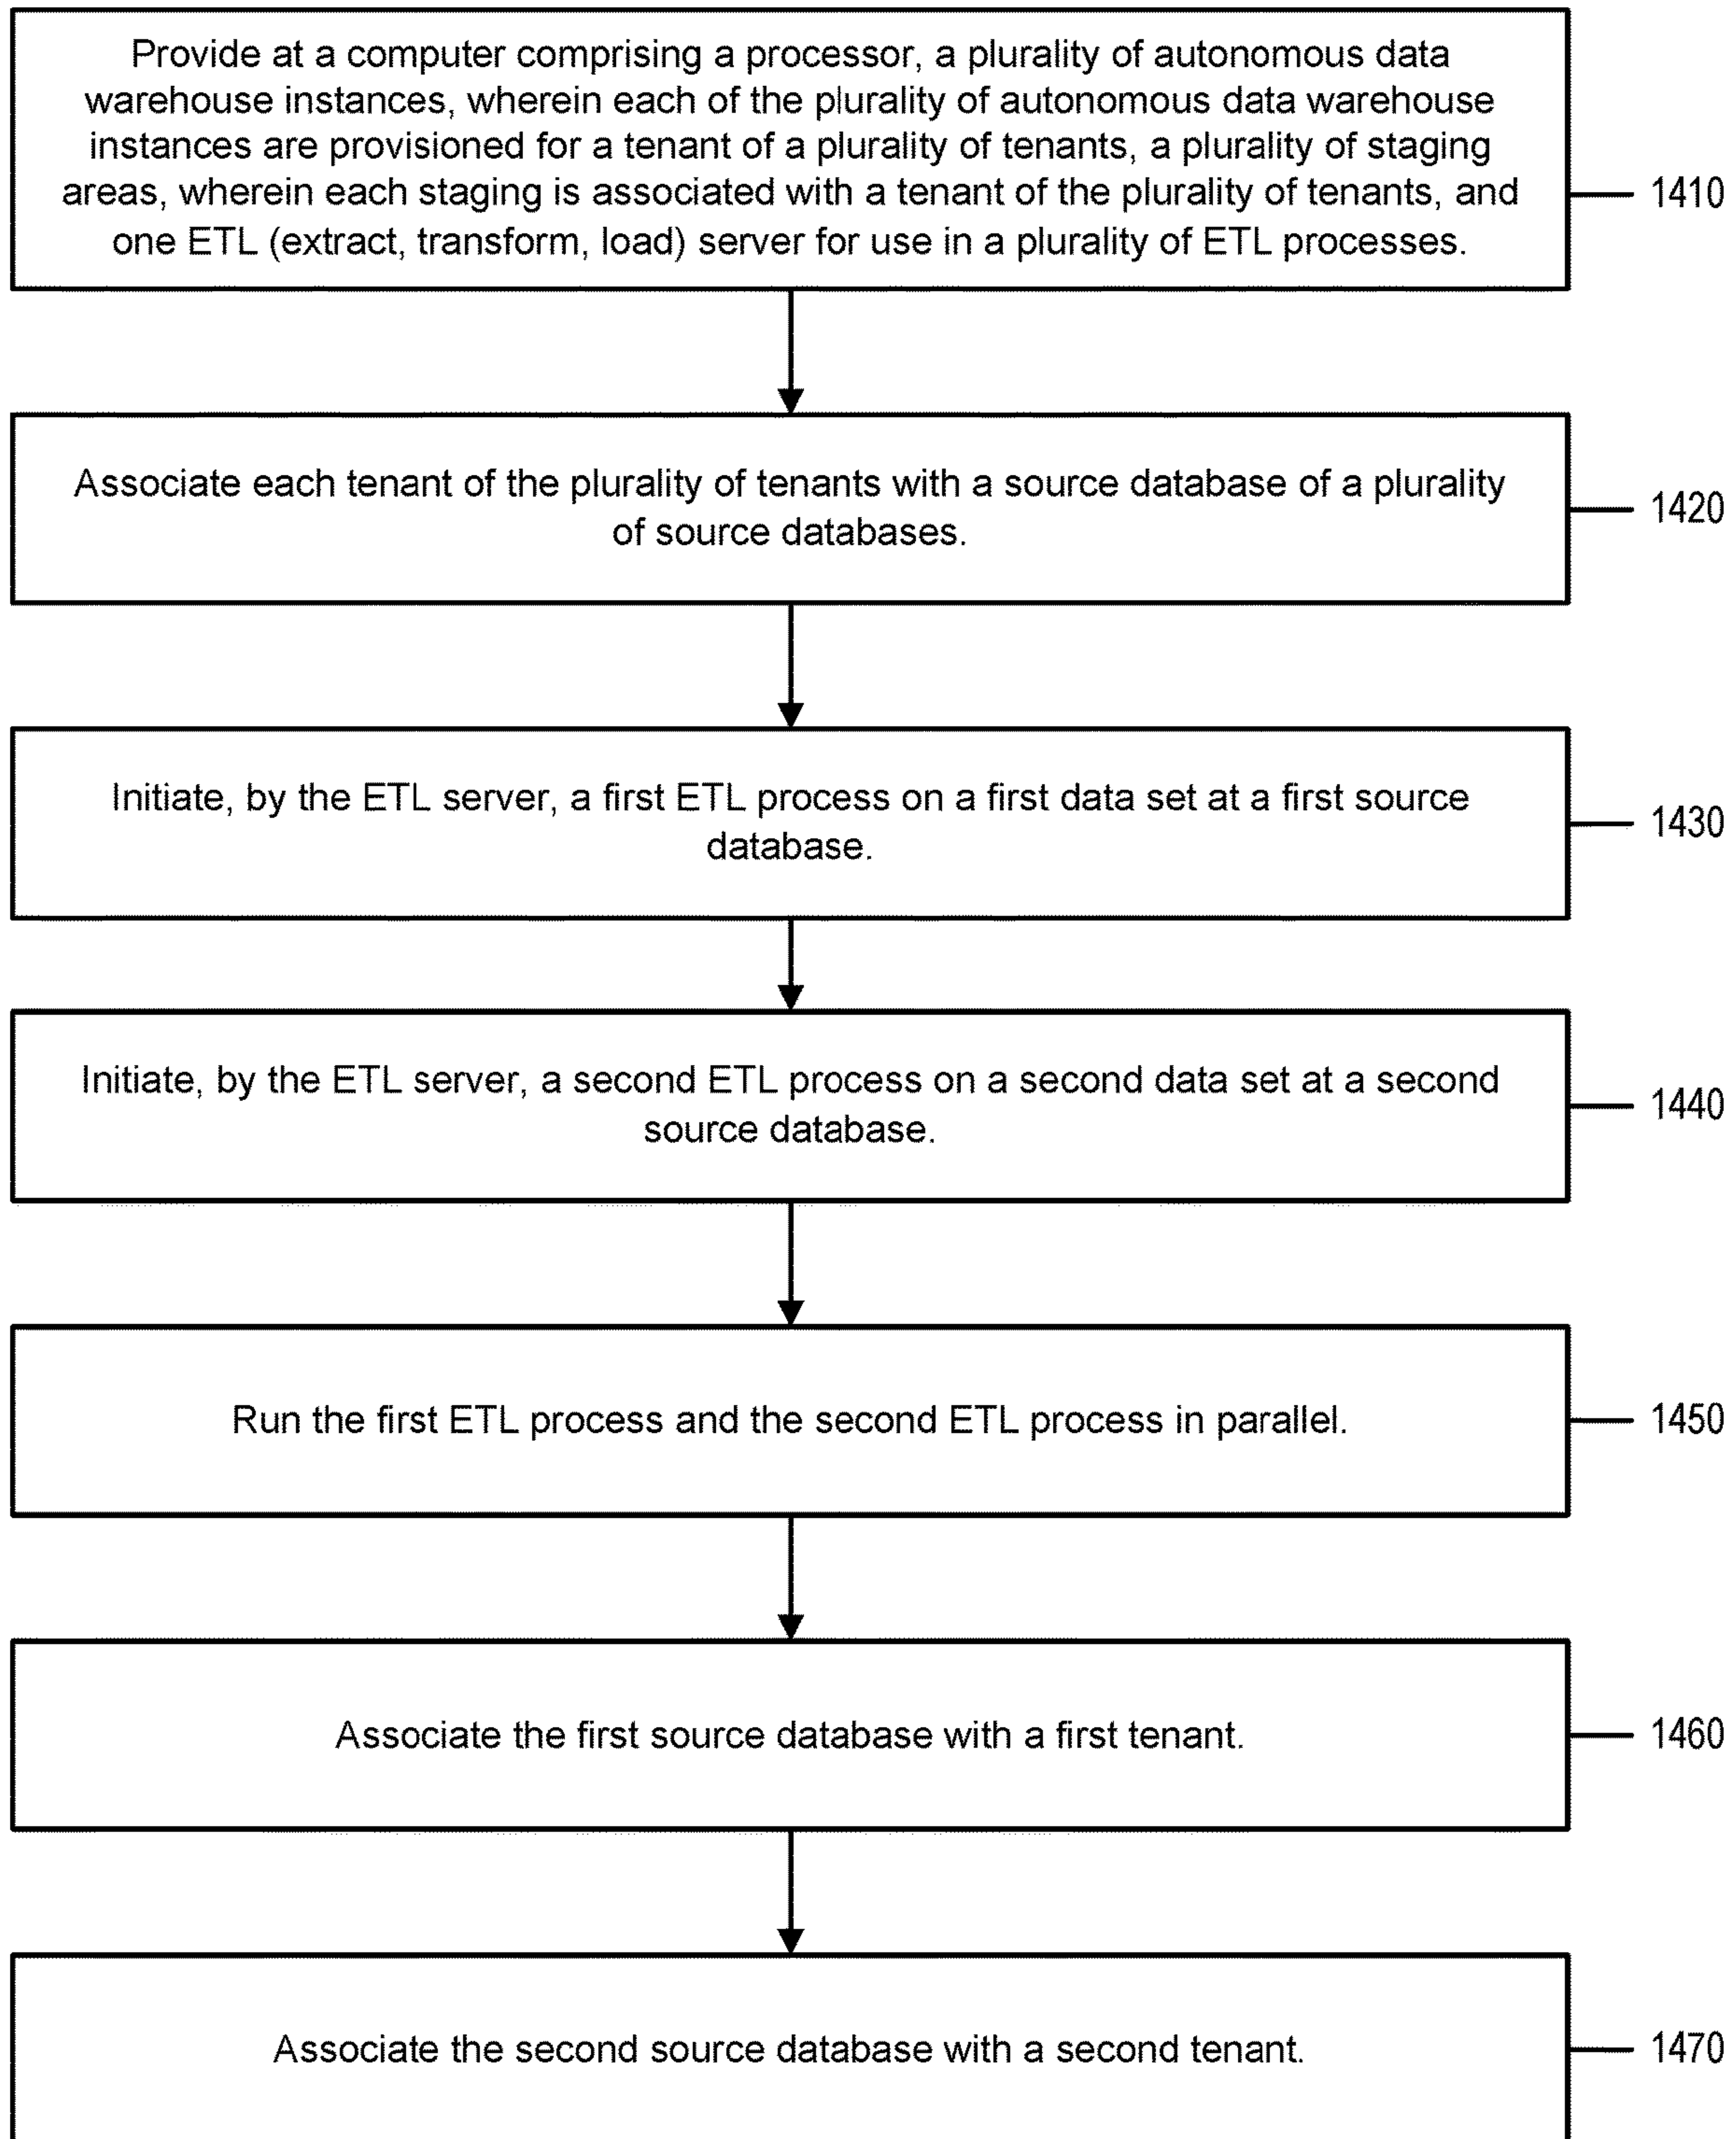 Provide at a computer comprising a processor, a plurality of autonomous data
warehouse instances, wherein each of the plurality of autonomous data warehouse
instances are provisioned for a tenant of a plurality of tenants, a plurality of staging
areas, wherein each staging is associated with a tenant of the plurality of tenants, and
one ETL (extract, transform, load) server for use in a plurality of ETL processes.
1410
Associate each tenant of the plurality of tenants with a source database of a plurality
of source databases.
1420
Initiate, by the ETL server, a first ETL process on a first data set at a first source
database.
1430
Initiate, by the ETL server, a second ETL process on a second data set at a second
source database.
1440
Run the first ETL process and the second ETL process in parallel.
1450
Associate the first source database with a first tenant.
1460
Associate the second source database with a second tenant.
1470